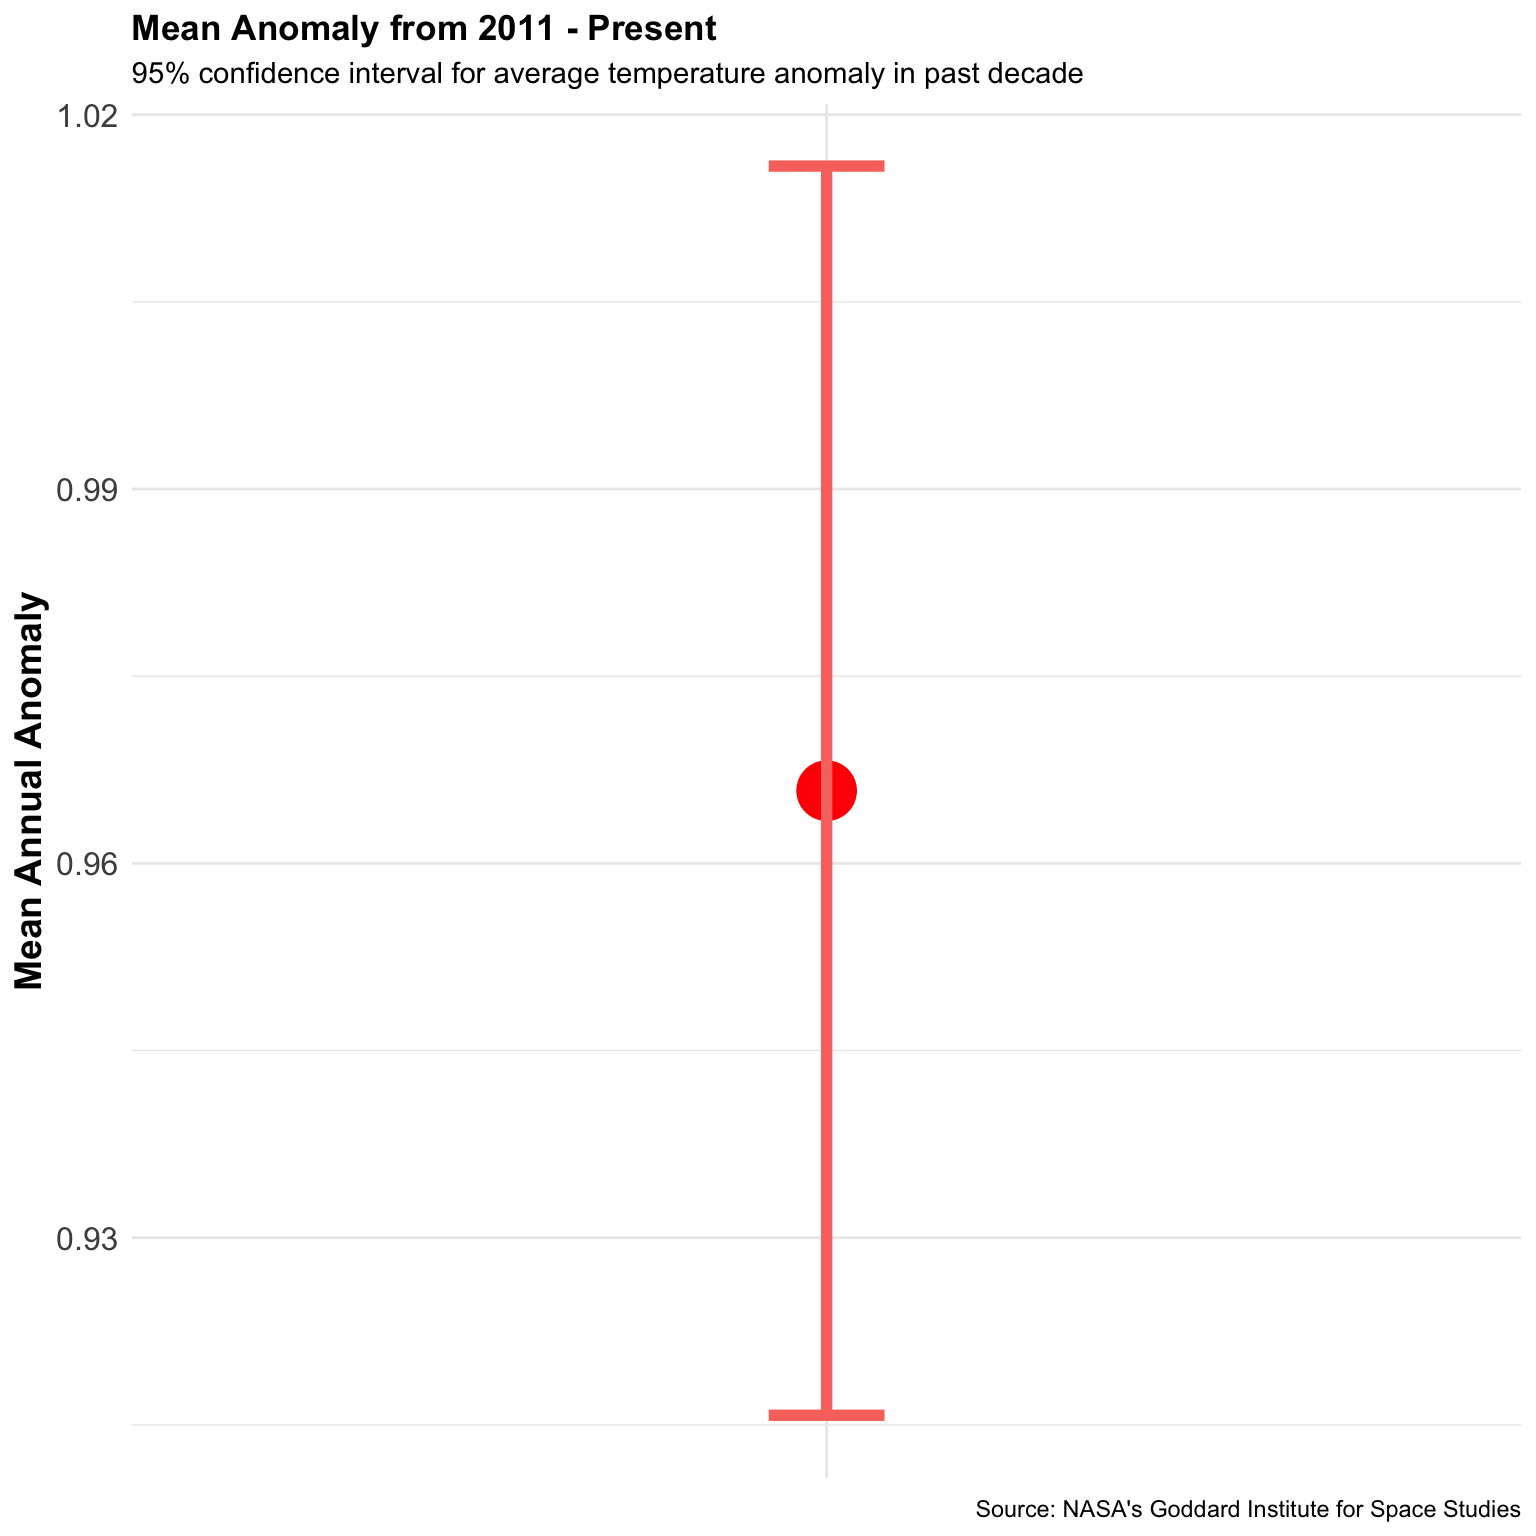 Mean Anomaly from 2011 - Present
95% confidence interval for average temperature anomaly in past decade
1.02
0.99
0.96
0.93
Mean Annual Anomaly
Source: NASA's Goddard Institute for Space Studies